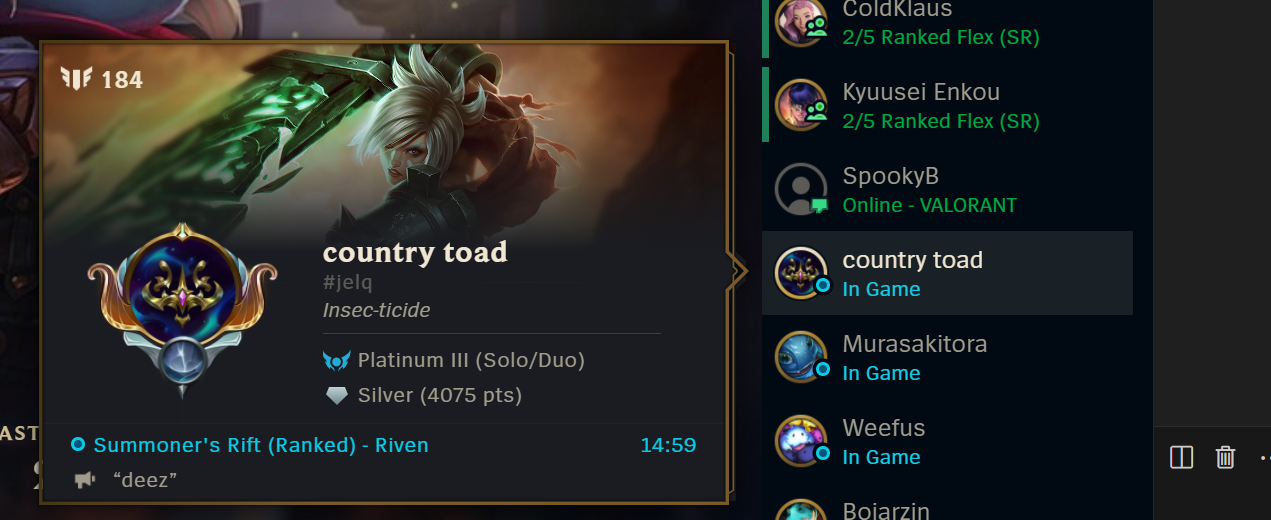 184
country toad
#jelq
Insec-ticide
Platinum III (Solo/Duo)
Silver (4075 pts)
Summoner's Rift (Ranked) - Riven 14:59
“deez”
AST
ColdKlaus
2/5 Ranked Flex (SR)
Kyuusei Enkou
2/5 Ranked Flex (SR)
SpookyB
Online - VALORANT
country toad
In Game
Murasakitora
In Game
Weefus
In Game
Bojarzin